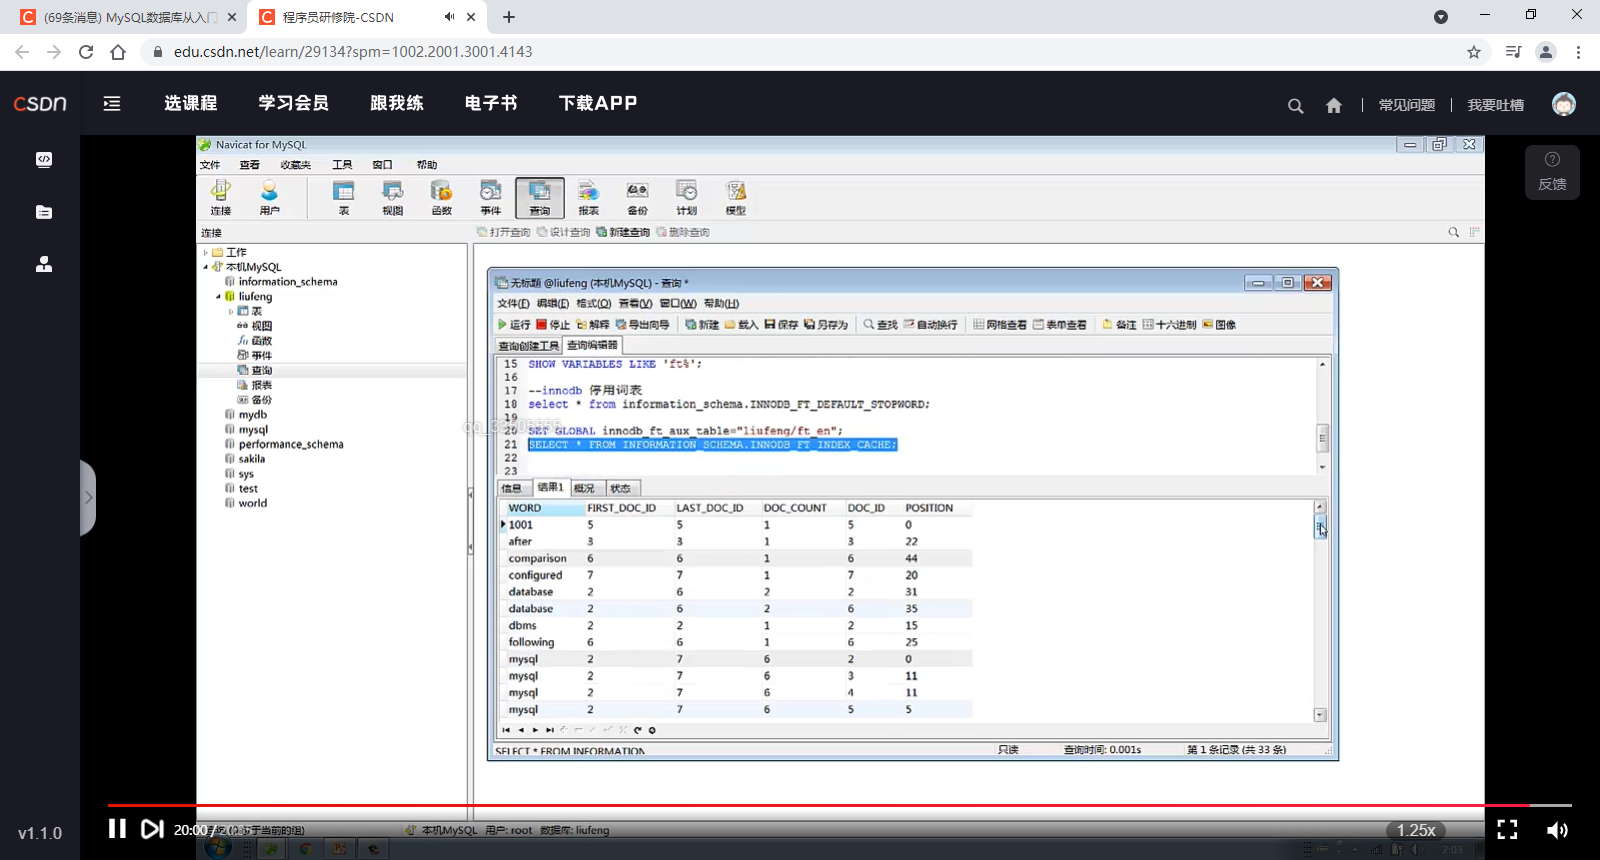 (69条消息) MySQL数据库从入门
程序员研修院-CSDN
edu.csdn.net/learn/29134?spm=1002.2001.3001.4143
CSDN
选课程 学习会员 跟我练 电子书 下载APP
常见问题 我要吐槽
反馈
Navicat for MySQL
文件 查看 收藏夹 工具 窗口 帮助
连接 用户 表 视图 函数 事件 查询 报表 备份 计划 模型
连接
打开查询 设计查询 新建查询 删除查询
工作
本机MySQL
information_schema
liufeng
表
视图
函数
事件
查询
报表
备份
mydb
mysql
performance_schema
sakila
sys
test
world
无标题 @liufeng (本机MySQL) - 查询 *
文件(F) 编辑(E) 格式(O) 查看(V) 窗口(W) 帮助(H)
运行 停止 解释 导出向导 新建 载入 保存 另存为 查找 自动换行 网格查看 表单查看 备注 十六进制 图像
查询创建工具 查询编辑器
15 SHOW VARIABLES LIKE 'ft%';
16
17 --innodb 停用词表
18 select * from information_schema.INNODB_FT_DEFAULT_STOPWORD;
19
20 SET GLOBAL innodb_ft_aux_table="liufeng/ft_en";
21 SELECT * FROM INFORMATION_SCHEMA.INNODB_FT_INDEX_CACHE;
22
23
信息 结果1 概况 状态
WORD FIRST_DOC_ID LAST_DOC_ID DOC_COUNT DOC_ID POSITION
1001 5 5 1 5 0
after 3 3 1 3 22
comparison 6 6 1 6 44
configured 7 7 1 7 20
database 2 6 2 2 31
database 2 6 2 6 35
dbms 2 2 1 2 15
following 6 6 1 6 25
mysql 2 7 6 2 0
mysql 2 7 6 3 11
mysql 2 7 6 4 11
mysql 2 7 6 5 5
SELECT * FROM INFORMATION 只读 查询时间: 0.001s 第 1 条记录 (共 33 条)
v1.1.0
20:00 /
于当前的组)
本机MySQL 用户: root 数据库: liufeng
1.25x
2:03